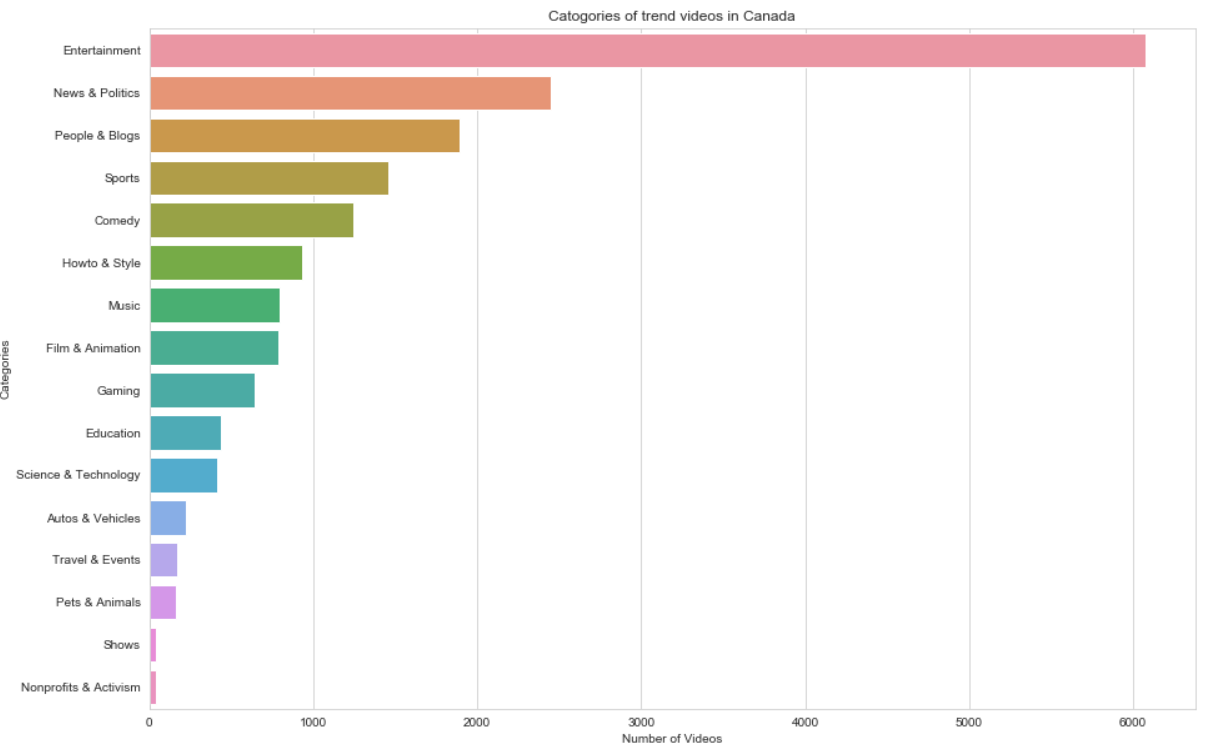 Catogories of trend videos in Canada
Entertainment
News & Politics
People & Blogs
Sports
Comedy
Howto & Style
Music
Film & Animation
Gaming
Education
Science & Technology
Autos & Vehicles
Travel & Events
Pets & Animals
Shows
Nonprofits & Activism
Categories
0 1000 2000 3000 4000 5000 6000
Number of Videos